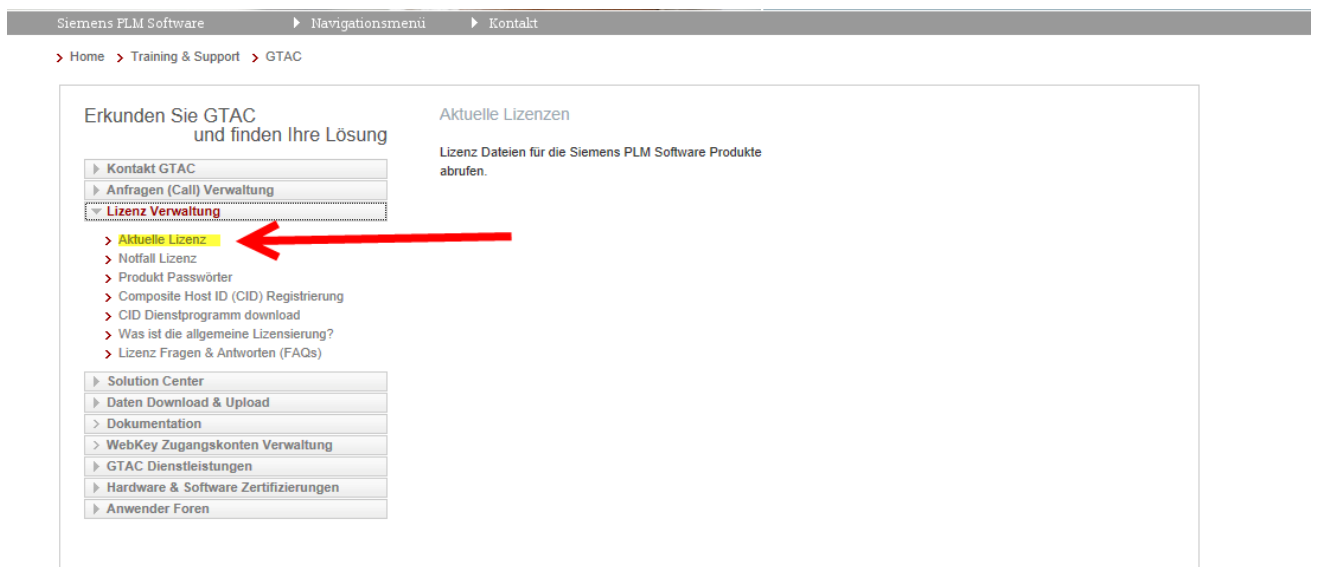 Siemens PLM Software Navigationsmenü Kontakt
Home Training & Support GTAC
Erkunden Sie GTAC
und finden Ihre Lösung
Kontakt GTAC
Anfragen (Call) Verwaltung
Lizenz Verwaltung
Aktuelle Lizenz
Notfall Lizenz
Produkt Passwörter
Composite Host ID (CID) Registrierung
CID Dienstprogramm download
Was ist die allgemeine Lizensierung?
Lizenz Fragen & Antworten (FAQs)
Solution Center
Daten Download & Upload
Dokumentation
WebKey Zugangskonten Verwaltung
GTAC Dienstleistungen
Hardware & Software Zertifizierungen
Anwender Foren
Aktuelle Lizenzen
Lizenz Dateien für die Siemens PLM Software Produkte
abrufen.